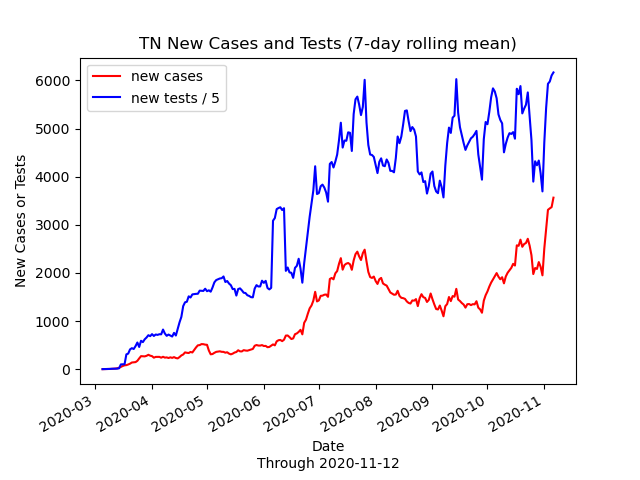 TN New Cases and Tests (7-day rolling mean)
new cases
new tests / 5
New Cases or Tests
6000
5000
4000
3000
2000
1000
0
2020-03
2020-04
2020-05
2020-06
2020-07
2020-08
2020-09
2020-10
2020-11
Date
Through 2020-11-12